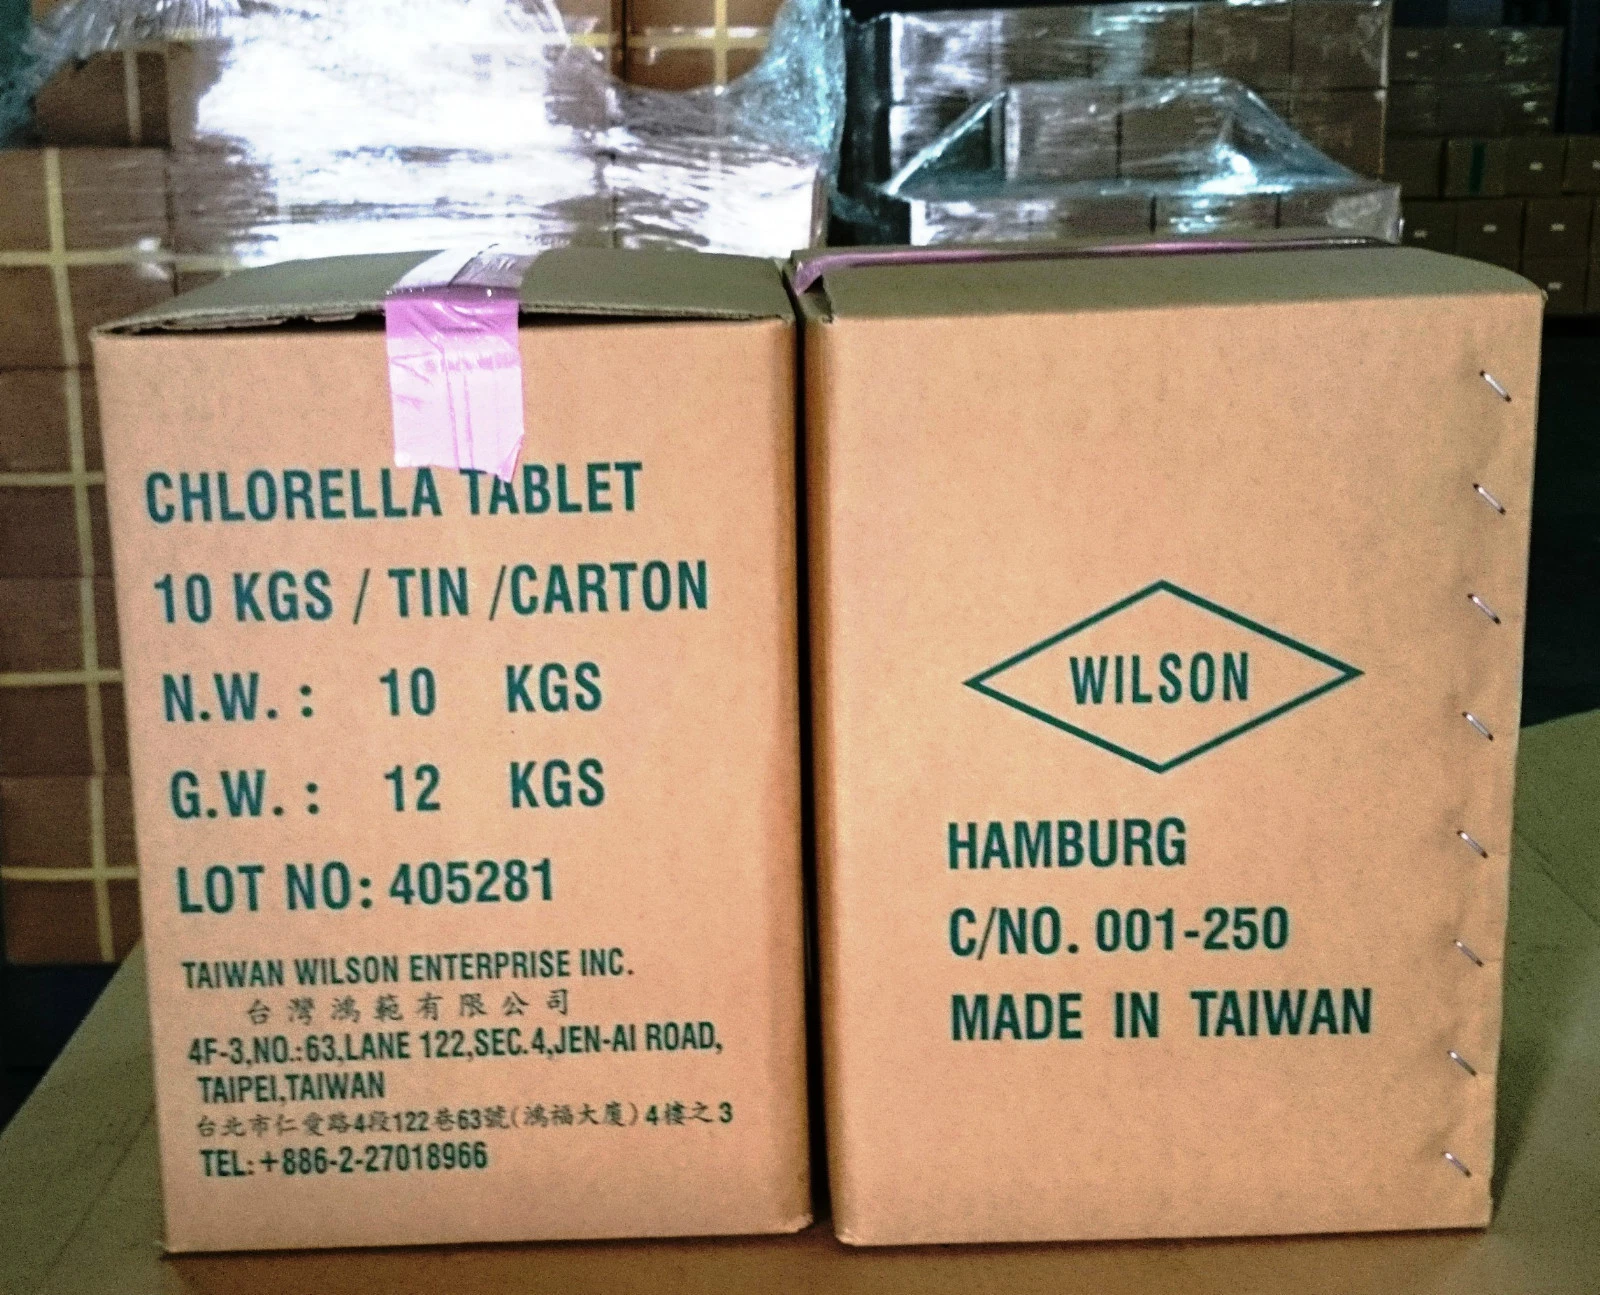 CHLORELLA TABLET
10 KGS / TIN /CARTON
N.W. : 10 KGS
G.W. : 12 KGS
LOT NO: 405281
TAIWAN WILSON ENTERPRISE INC.
台灣鴻範有限公司
4F-3,NO.:63,LANE 122,SEC.4,JEN-AI ROAD,
TAIPEI,TAIWAN
台北市仁愛路4段122巷63號(鴻福大廈)4樓之3
TEL:+886-2-27018966
WILSON
HAMBURG
C/NO. 001-250
MADE IN TAIWAN